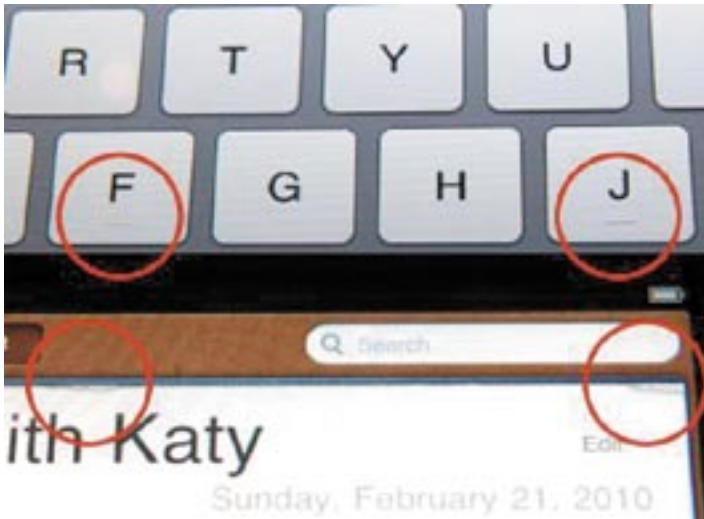 R T Y U
F G H J
Search
ith Katy
Edit
Sunday, February 21, 2010